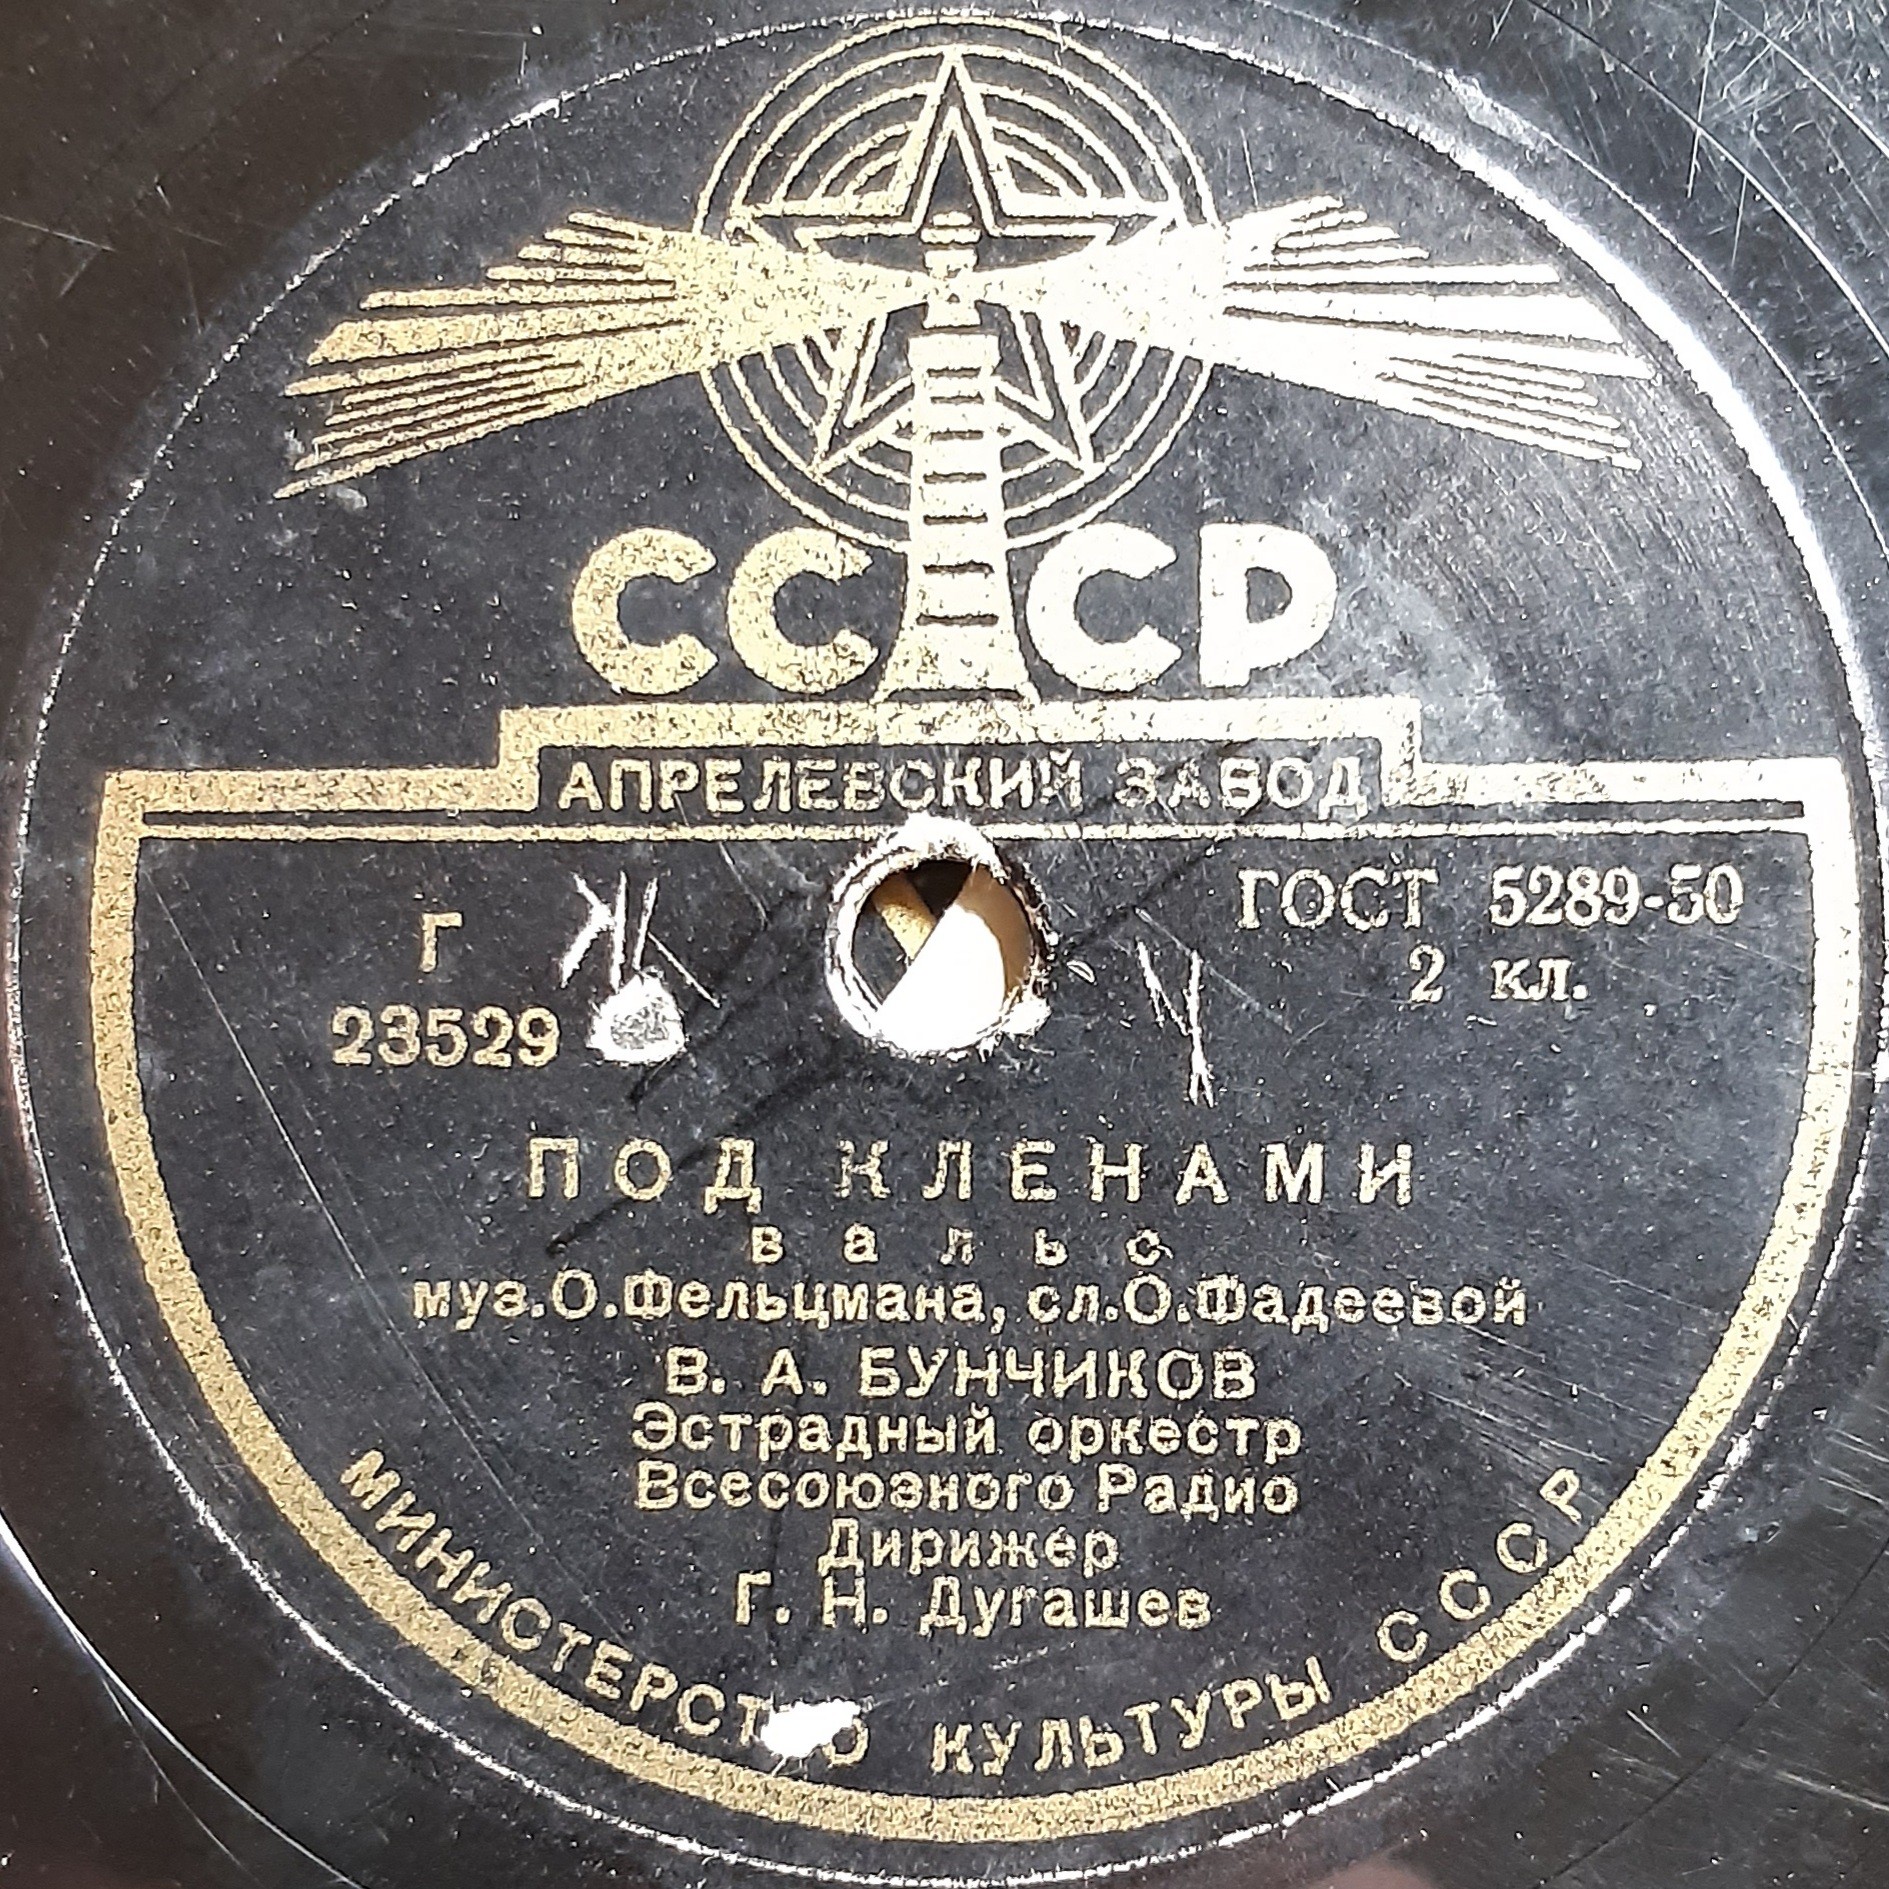 СССР
АПРЕЛЕВСКИЙ ЗАВОД
Г
23529
ГОСТ 5289-50
2 кл.
ПОД КЛЕНАМИ
вальс
муз.О.Фельцмана, сл.О.Фадеевой
В. А. БУНЧИКОВ
Эстрадный оркестр
Всесоюзного Радио
Дирижер
Г. Н. Дугашев
МИНИСТЕРСТВО КУЛЬТУРЫ СССР